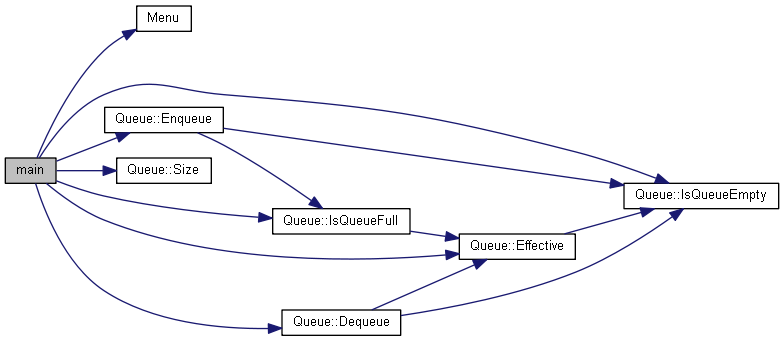 Menu
Queue::Enqueue
main
Queue::Size
Queue::IsQueueEmpty
Queue::IsQueueFull
Queue::Effective
Queue::Dequeue